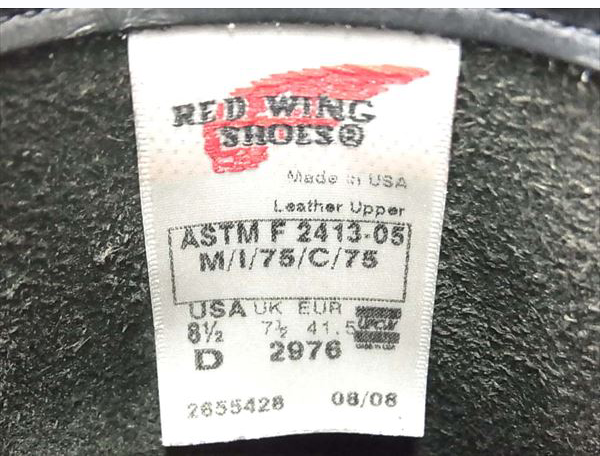 RED WING
SHOES®
Made in USA
Leather Upper
ASTM F 2413-05
M/I/75/C/75
USA UK EUR
8½ 7½ 41.5
D 2976
2655428 08/08